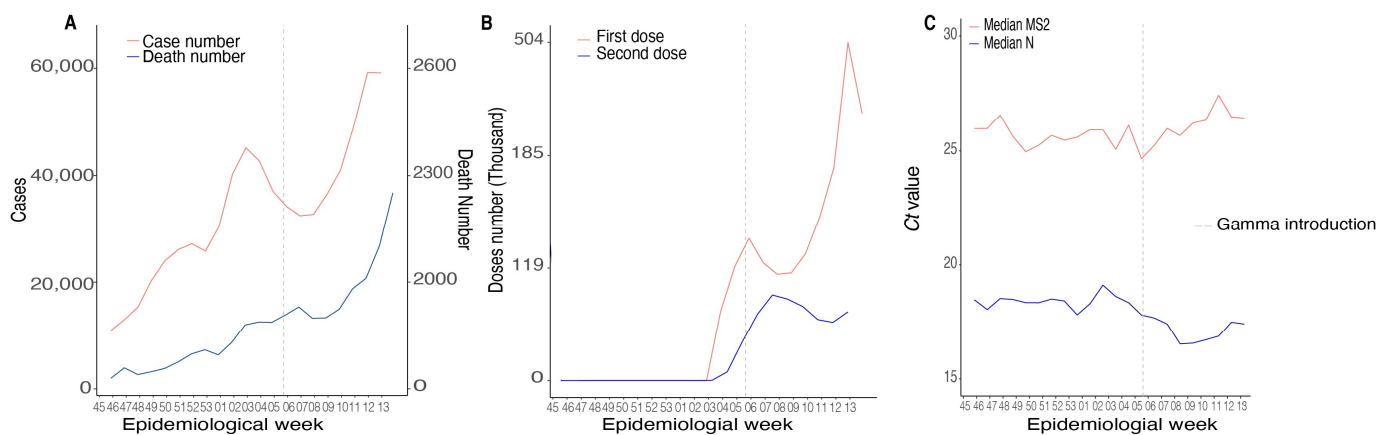 A
Case number
Death number
60,000
40,000
20,000
0
2600
2300
2000
0
Cases
Death Number
45 46 47 48 49 50 51 52 53 01 02 03 04 05 06 07 08 09 10 11 12 13
Epidemiological week
B
First dose
Second dose
504
185
119
0
Doses number (Thousand)
45 46 47 48 49 50 51 52 53 01 02 03 04 05 06 07 08 09 10 11 12 13
Epidemiologial week
C
Median MS2
Median N
30
25
20
15
Ct value
Gamma introduction
45 46 47 48 49 50 51 52 53 01 02 03 04 05 06 07 08 09 10 11 12 13
Epidemiological week